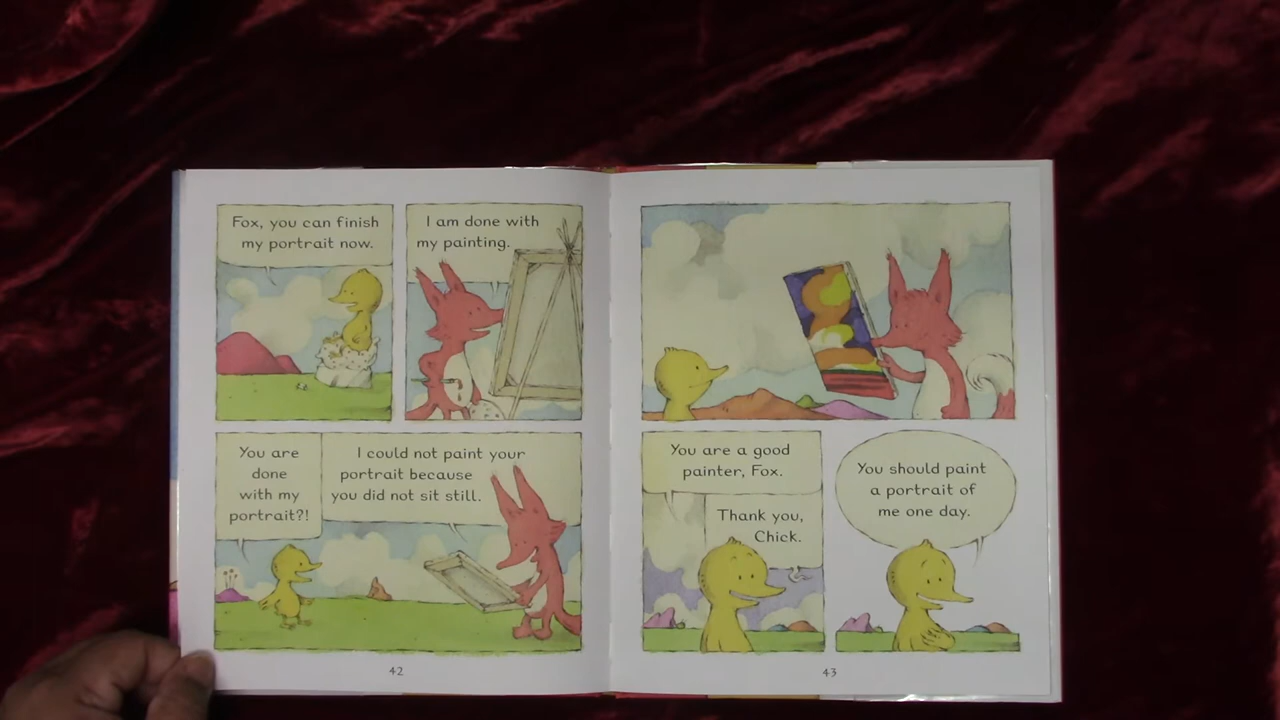 Fox, you can finish
my portrait now.
I am done with
my painting.
You are
done
with my
portrait?!
I could not paint your
portrait because
you did not sit still.
42
You are a good
painter, Fox.
Thank you,
Chick.
You should paint
a portrait of
me one day.
43